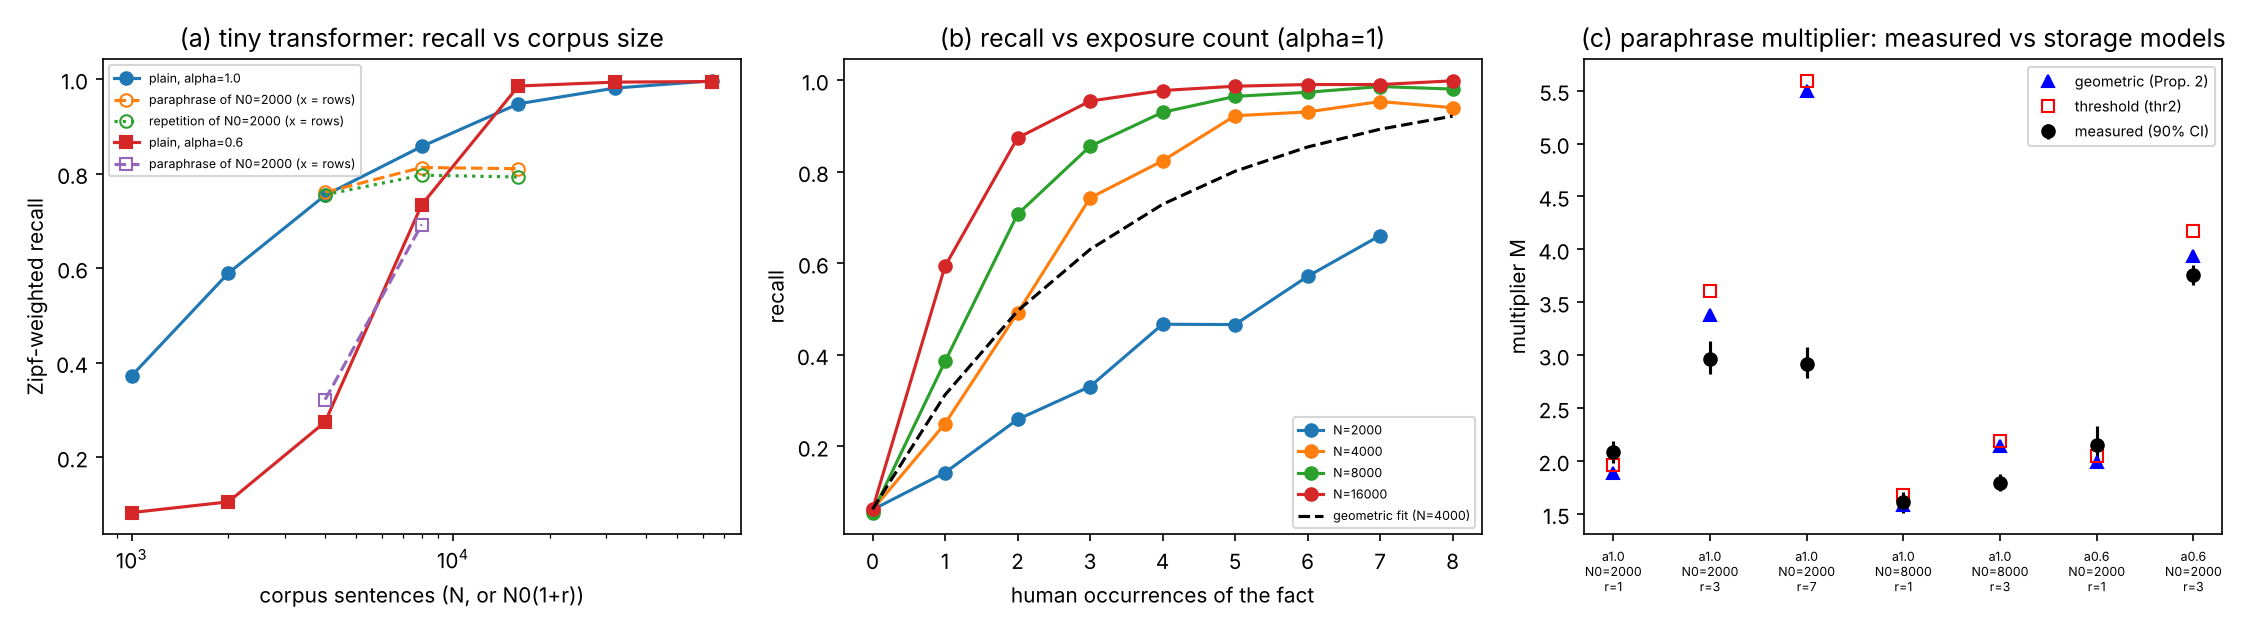 (a) tiny transformer: recall vs corpus size
plain, alpha=1.0
paraphrase of N0=2000 (x = rows)
repetition of N0=2000 (x = rows)
plain, alpha=0.6
paraphrase of N0=2000 (x = rows)
1.0
0.8
0.6
0.4
0.2
Zipf-weighted recall
10³
10⁴
corpus sentences (N, or N0(1+r))
(b) recall vs exposure count (alpha=1)
1.0
0.8
0.6
0.4
0.2
recall
N=2000
N=4000
N=8000
N=16000
geometric fit (N=4000)
0 1 2 3 4 5 6 7 8
human occurrences of the fact
(c) paraphrase multiplier: measured vs storage models
geometric (Prop. 2)
threshold (thr2)
measured (90% CI)
5.5
5.0
4.5
4.0
3.5
3.0
2.5
2.0
1.5
multiplier M
a1.0 a1.0 a1.0 a1.0 a1.0 a0.6 a0.6
N0=2000 N0=2000 N0=2000 N0=8000 N0=8000 N0=2000 N0=2000
r=1 r=3 r=7 r=1 r=3 r=1 r=3